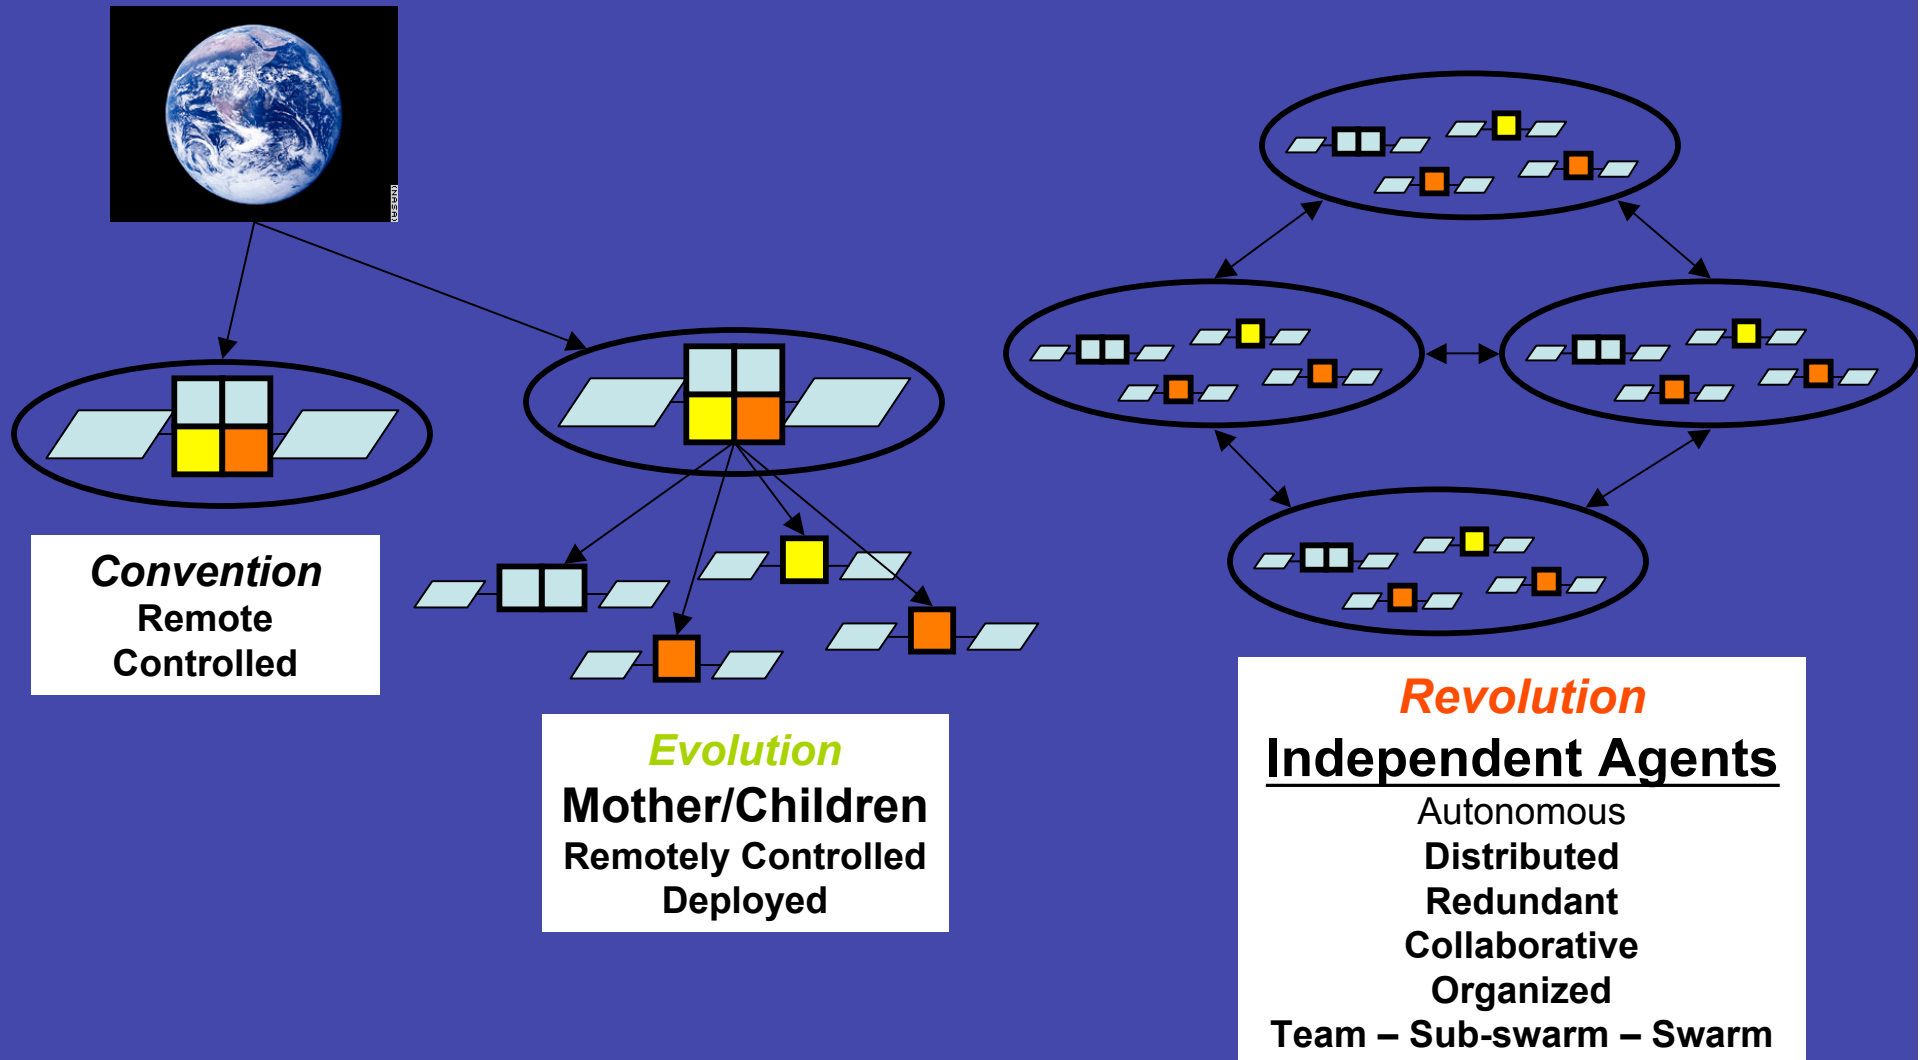 (NASA)
Convention
Remote
Controlled
Evolution
Mother/Children
Remotely Controlled
Deployed
Revolution
Independent Agents
Autonomous
Distributed
Redundant
Collaborative
Organized
Team – Sub-swarm – Swarm